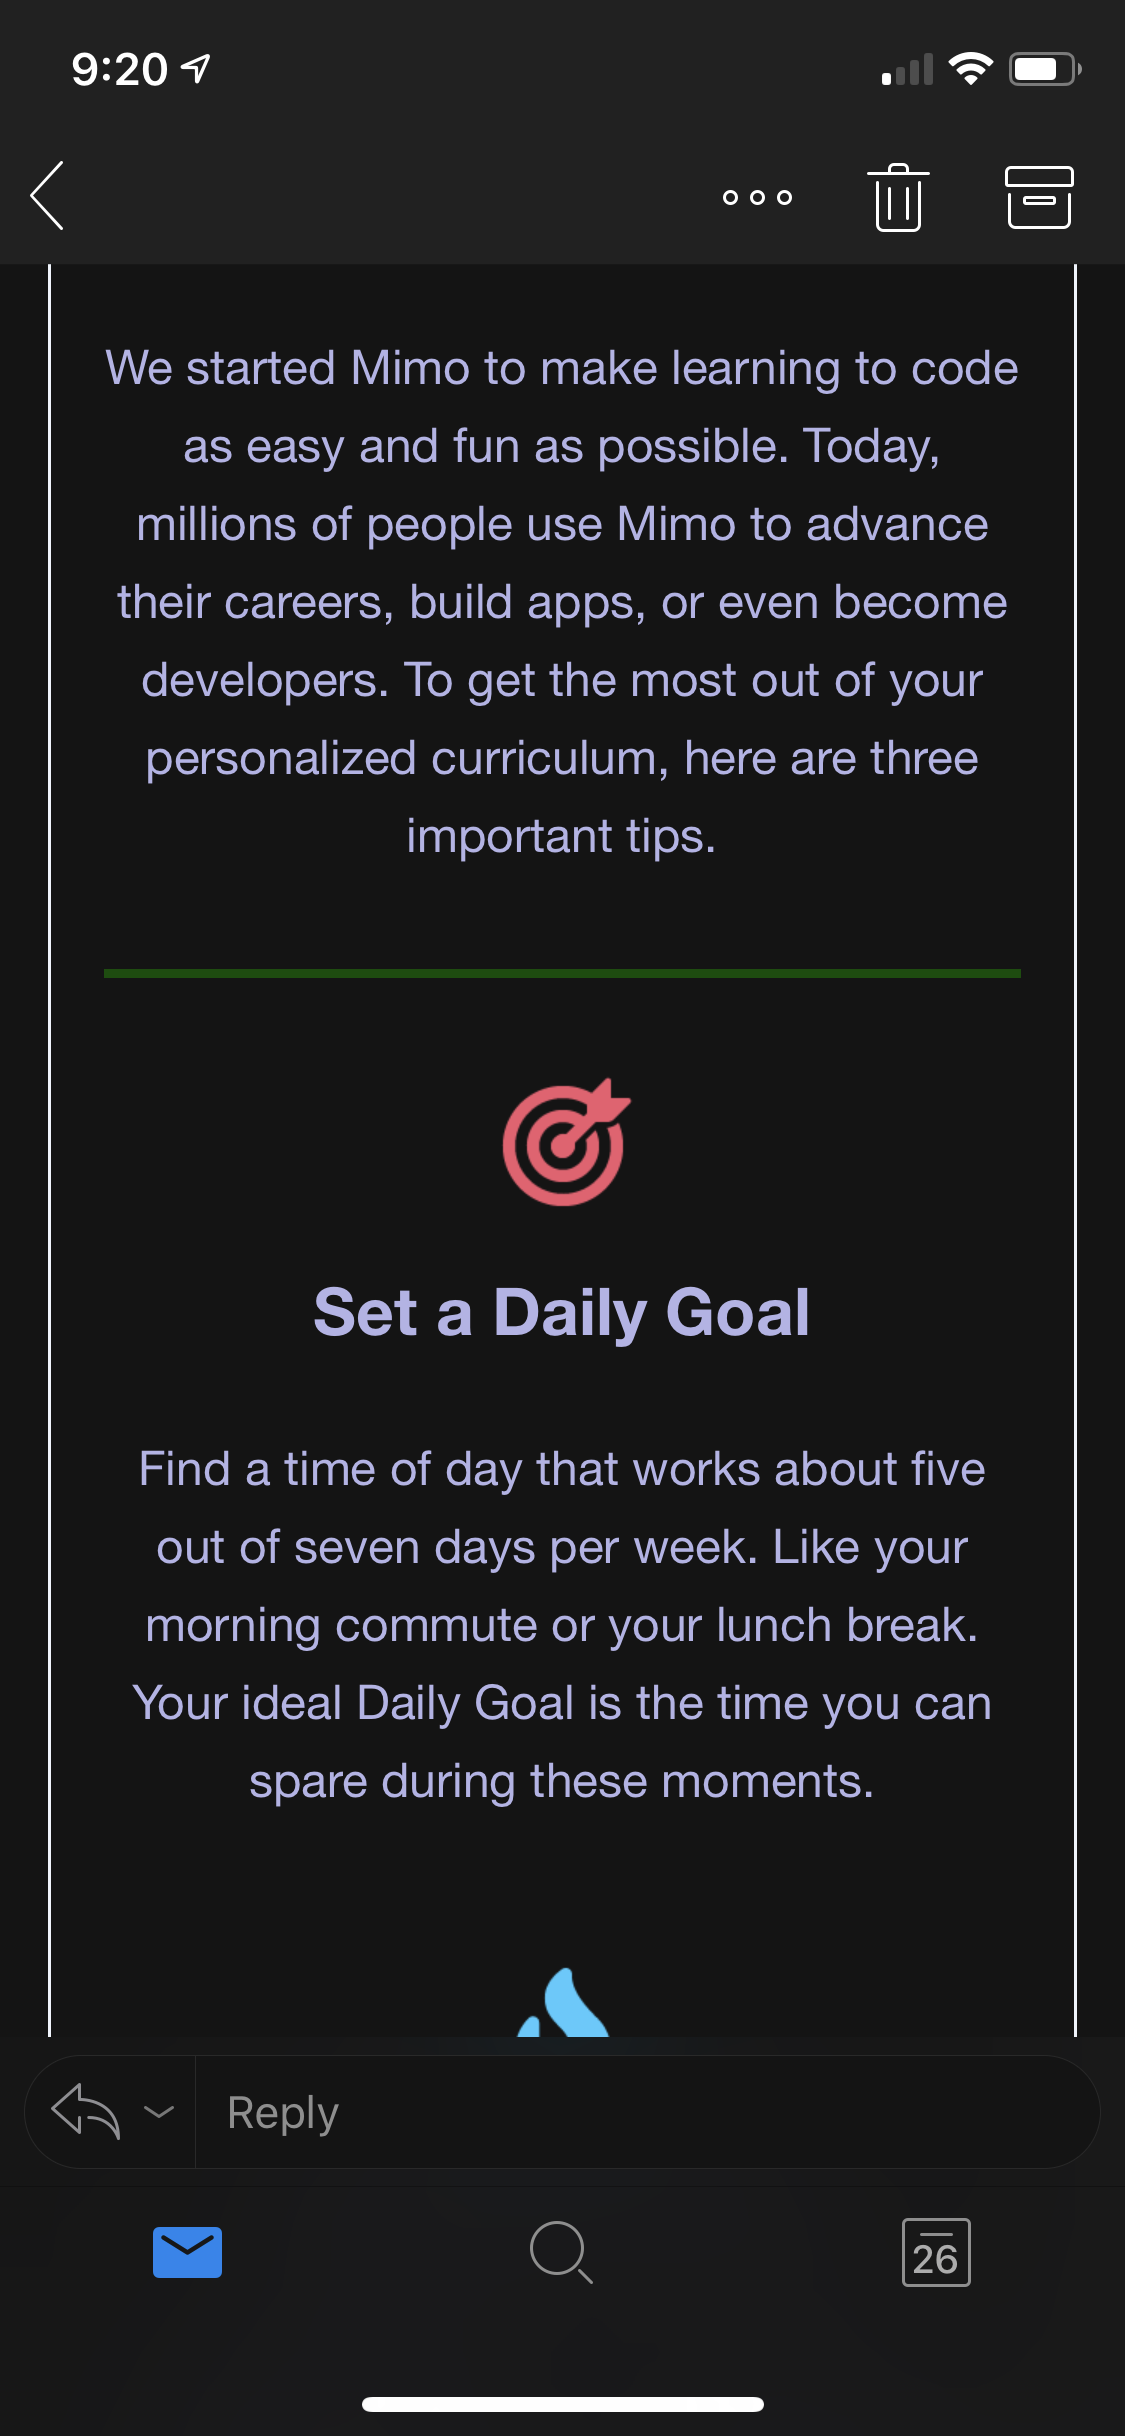 9:20
We started Mimo to make learning to code
as easy and fun as possible. Today,
millions of people use Mimo to advance
their careers, build apps, or even become
developers. To get the most out of your
personalized curriculum, here are three
important tips.
Set a Daily Goal
Find a time of day that works about five
out of seven days per week. Like your
morning commute or your lunch break.
Your ideal Daily Goal is the time you can
spare during these moments.
Reply
26